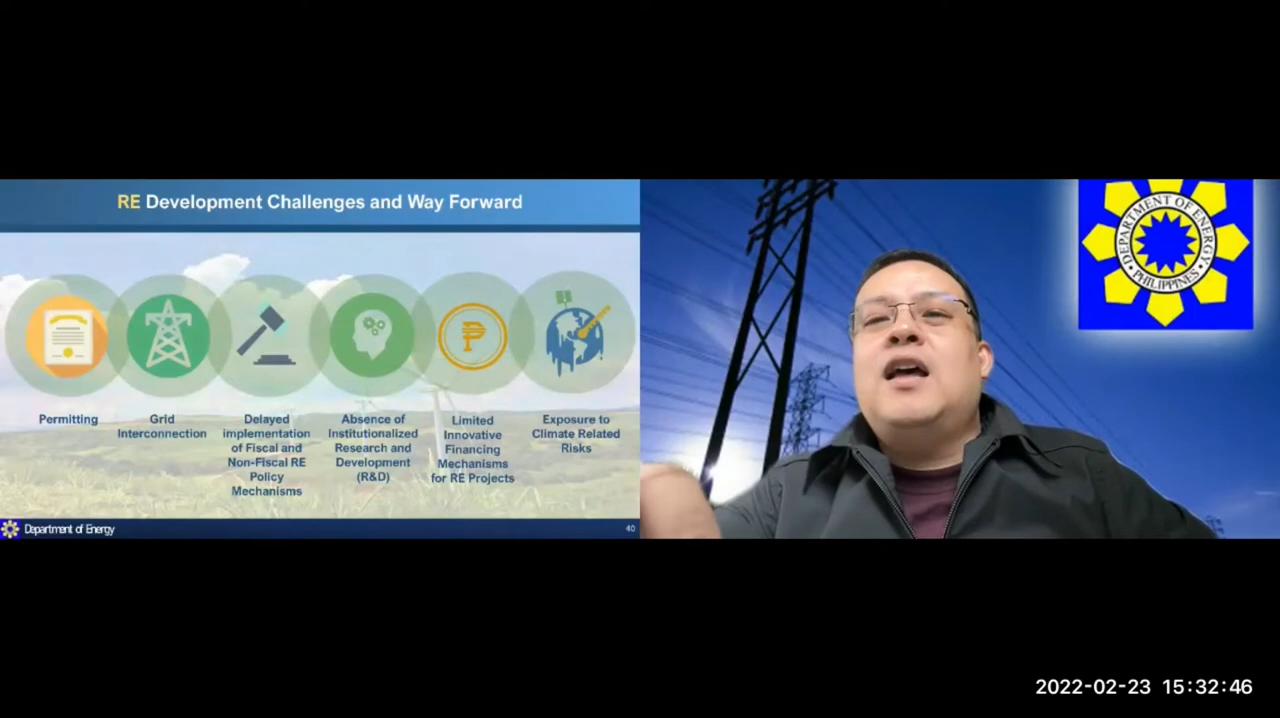 RE Development Challenges and Way Forward
Permitting
Grid
Interconnection
Delayed
implementation
of Fiscal and
Non-Fiscal RE
Policy
Mechanisms
Absence of
Institutionalized
Research and
Development
(R&D)
Limited
Innovative
Financing
Mechanisms
for RE Projects
Exposure to
Climate Related
Risks
Department of Energy
40
DEPARTMENT OF ENERGY
PHILIPPINES
2022-02-23 15:32:46